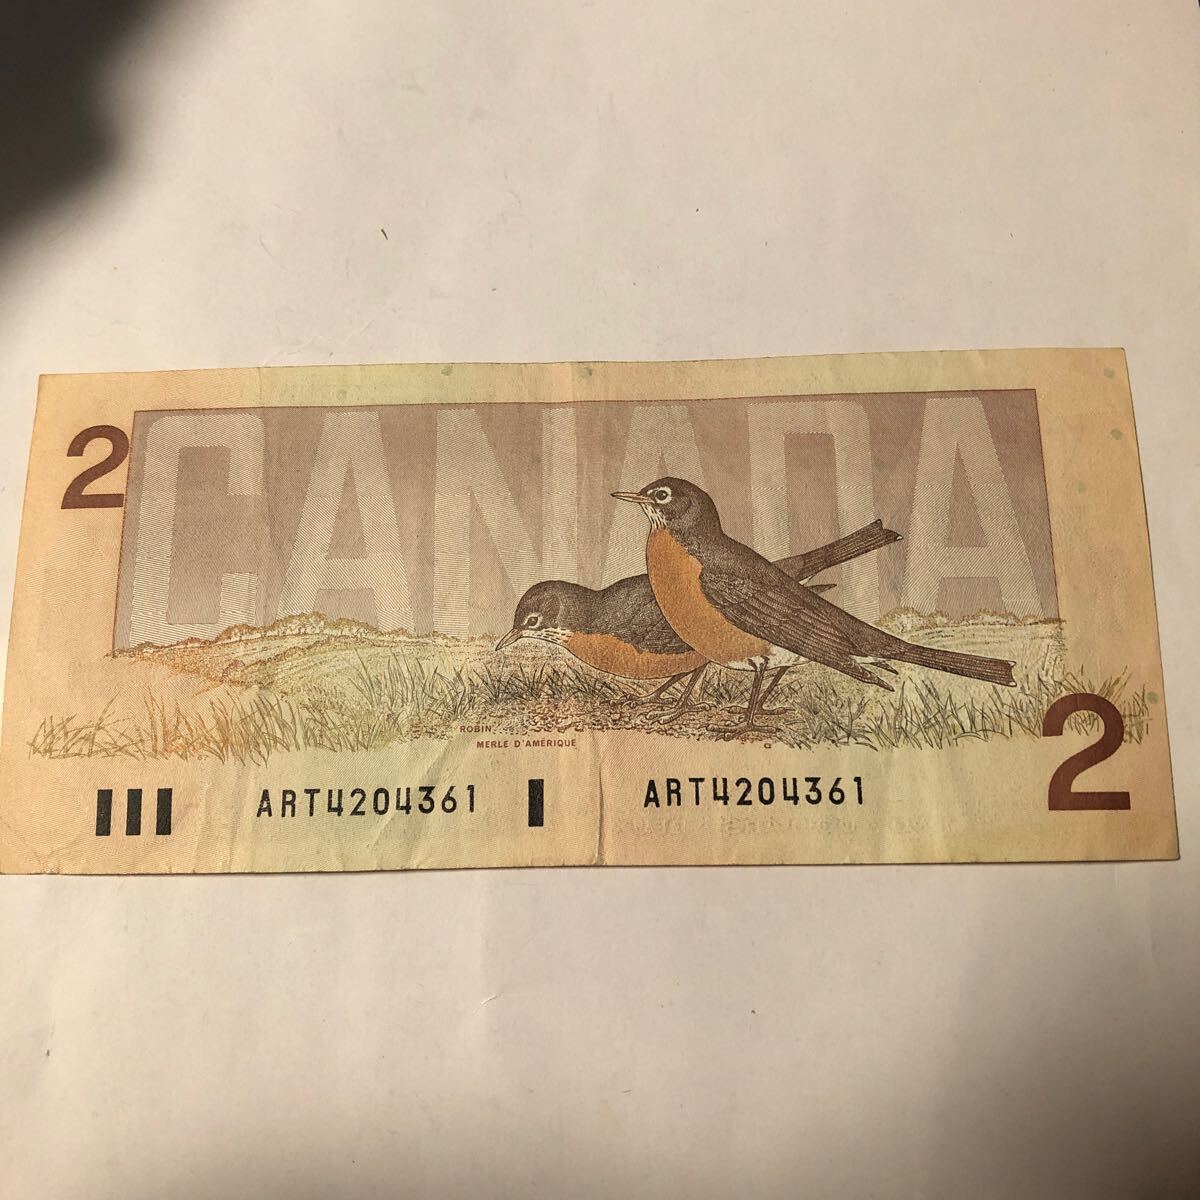 CANADA
2
ROBIN
MERLE D'AMÉRIQUE
2
ART4204361
ART4204361